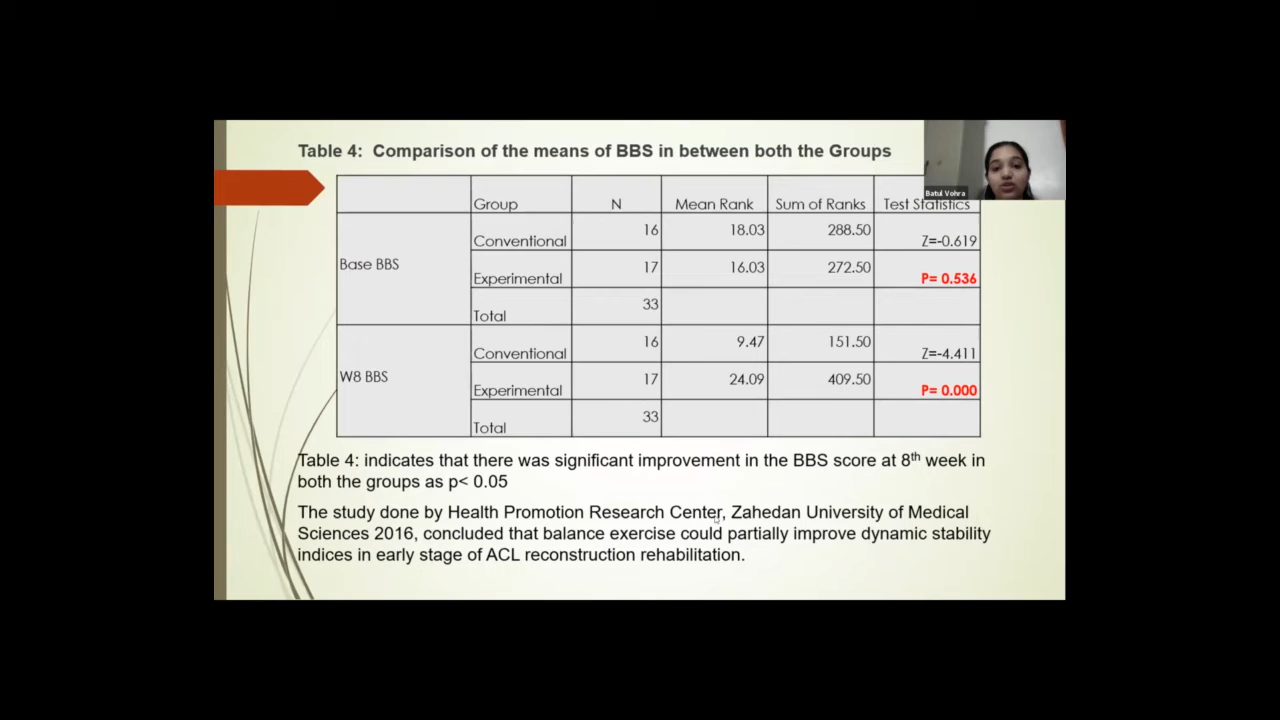 Table 4: Comparison of the means of BBS in between both the Groups
Batul Vohra
Group N Mean Rank Sum of Ranks Test Statistics
Base BBS
Conventional 16 18.03 288.50 Z=-0.619
Experimental 17 16.03 272.50 P= 0.536
Total 33
W8 BBS
Conventional 16 9.47 151.50 Z=-4.411
Experimental 17 24.09 409.50 P= 0.000
Total 33
Table 4: indicates that there was significant improvement in the BBS score at 8th week in
both the groups as p< 0.05
The study done by Health Promotion Research Center, Zahedan University of Medical
Sciences 2016, concluded that balance exercise could partially improve dynamic stability
indices in early stage of ACL reconstruction rehabilitation.